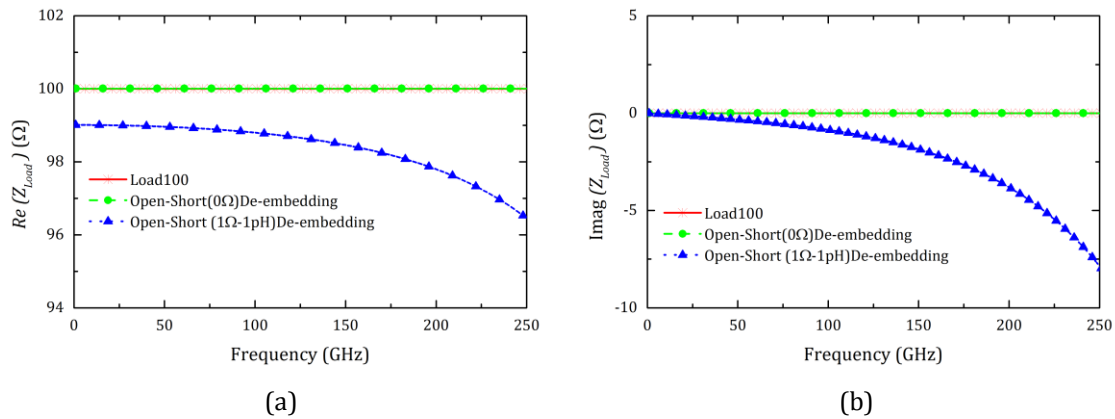 102
100
98
96
94
Re (Z_Load) (Ω)
Load100
Open-Short(0Ω)De-embedding
Open-Short (1Ω-1pH)De-embedding
0 50 100 150 200 250
Frequency (GHz)
(a)
5
0
-5
-10
Imag (Z_Load) (Ω)
Load100
Open-Short(0Ω)De-embedding
Open-Short (1Ω-1pH)De-embedding
0 50 100 150 200 250
Frequency (GHz)
(b)